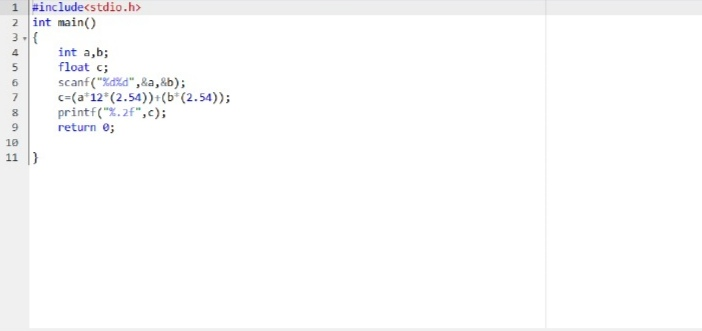 1 #include<stdio.h>
2 int main()
3 {
4 int a,b;
5 float c;
6 scanf("%d%d",&a,&b);
7 c=(a*12*(2.54))+(b*(2.54));
8 printf("%.2f",c);
9 return 0;
10
11 }